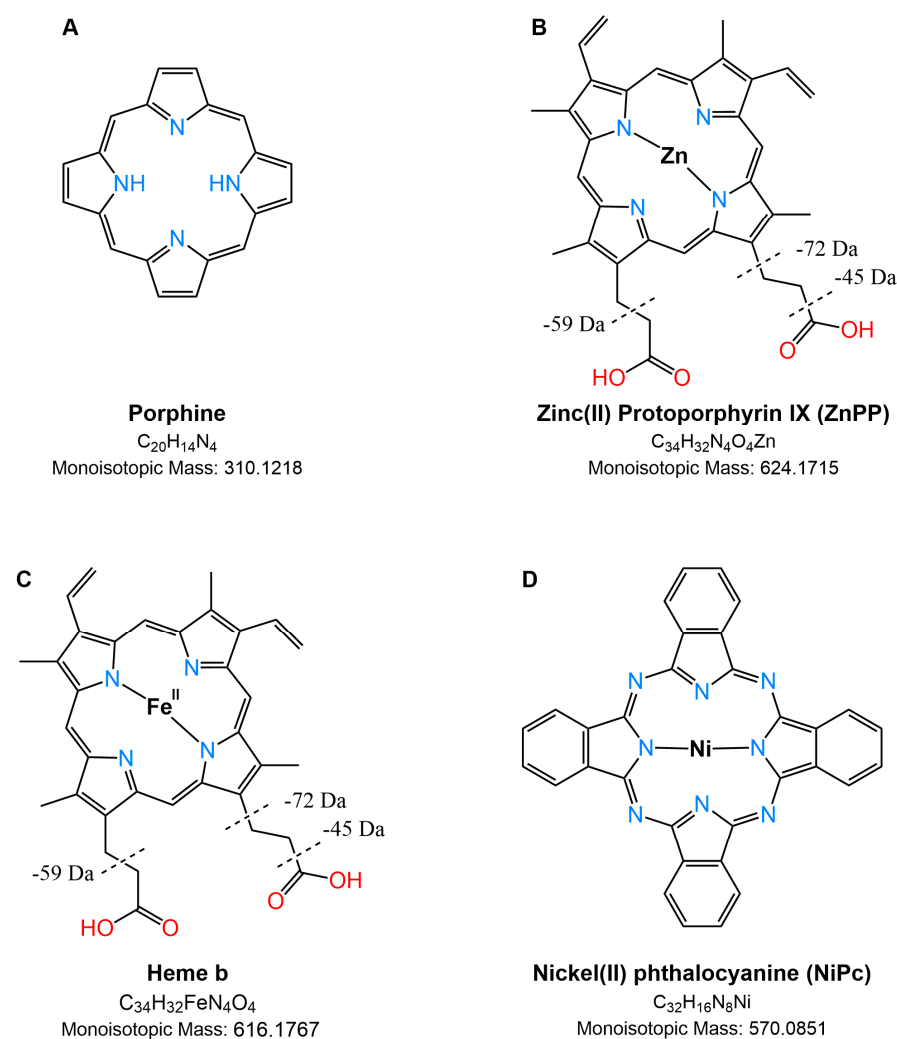 A
N
NH
HN
N
Porphine
C₂₀H₁₄N₄
Monoisotopic Mass: 310.1218
B
N
N
Zn
N
N
-72 Da
-45 Da
-59 Da
OH
O
HO
O
Zinc(II) Protoporphyrin IX (ZnPP)
C₃₄H₃₂N₄O₄Zn
Monoisotopic Mass: 624.1715
C
N
N
Feᴵᴵ
N
N
-72 Da
-45 Da
-59 Da
OH
O
HO
O
Heme b
C₃₄H₃₂FeN₄O₄
Monoisotopic Mass: 616.1767
D
N
N
N
N
Ni
N
N
N
N
Nickel(II) phthalocyanine (NiPc)
C₃₂H₁₆N₈Ni
Monoisotopic Mass: 570.0851